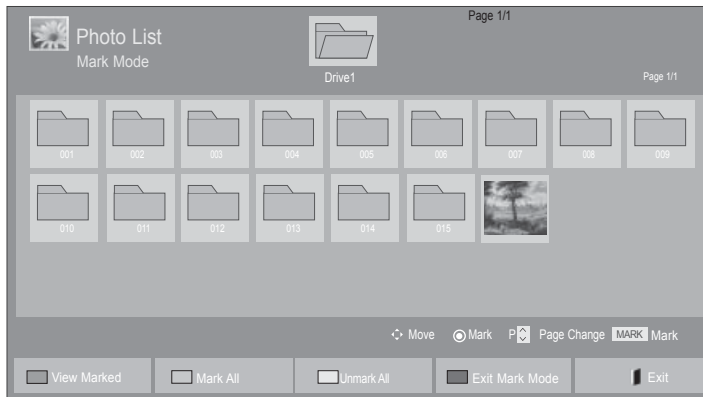 Page 1/1
Photo List
Mark Mode
Drive1
Page 1/1
001 002 003 004 005 006 007 008 009
010 011 012 013 014 015
Move Mark P Page Change MARK Mark
View Marked Mark All Unmark All Exit Mark Mode Exit